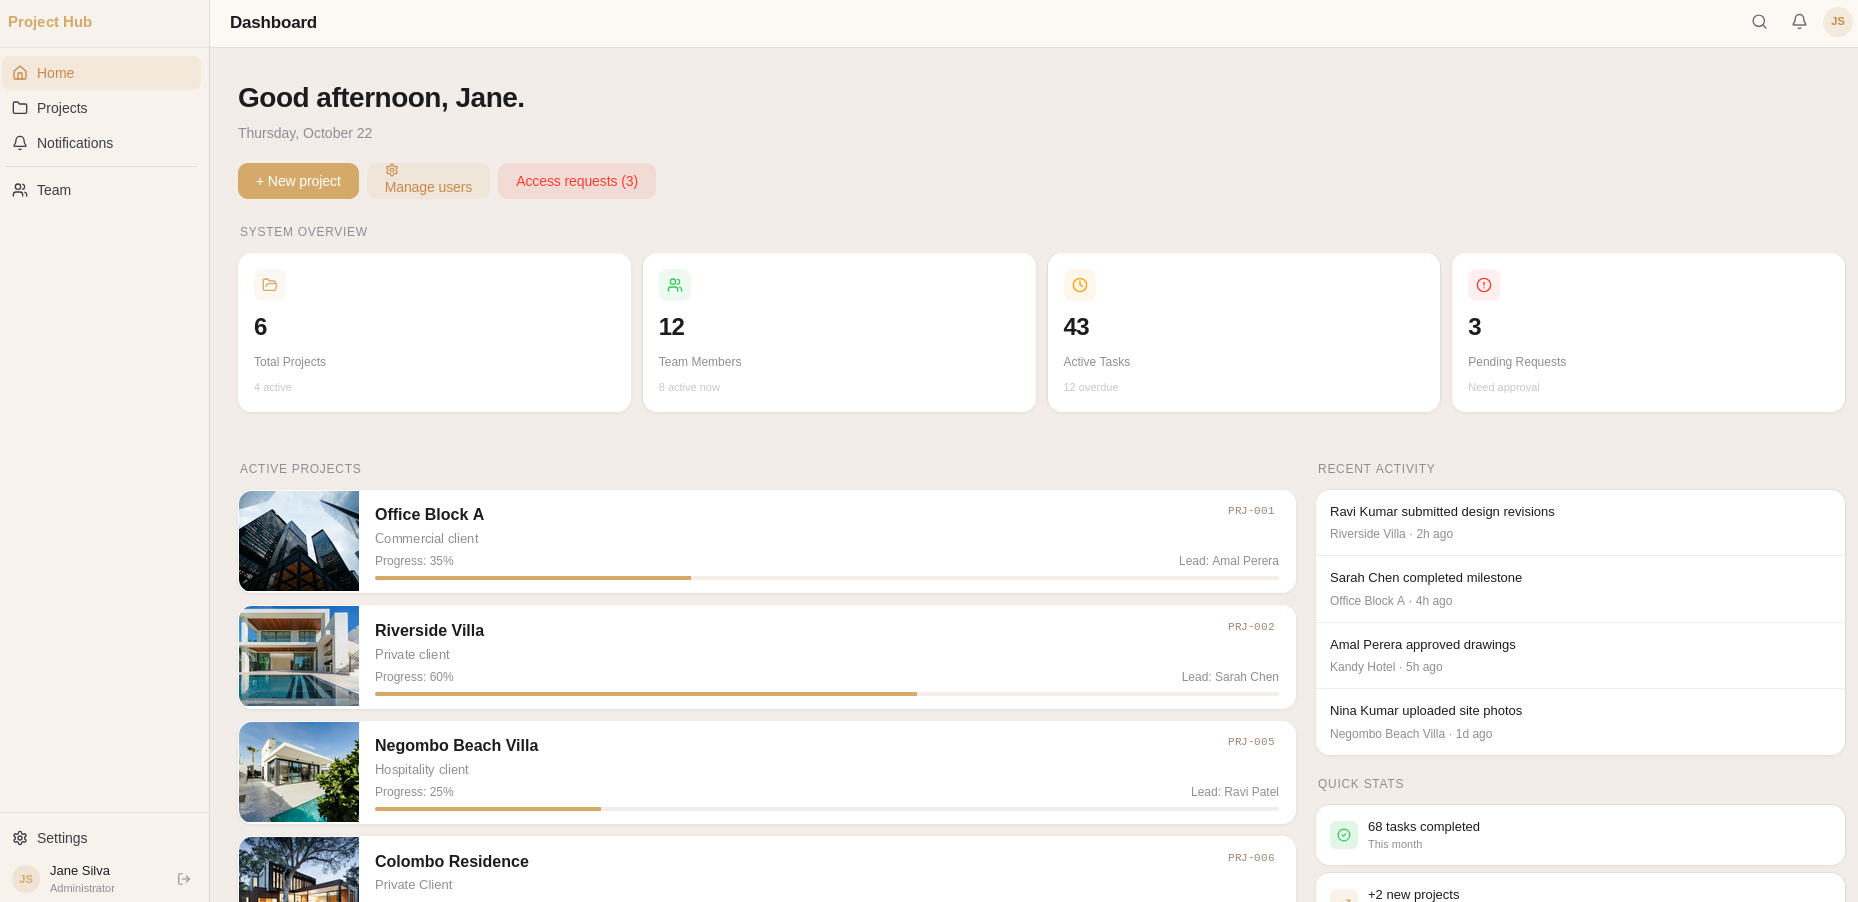 Project Hub
Home
Projects
Notifications
Team
Settings
JS
Jane Silva
Administrator
Dashboard
JS
Good afternoon, Jane.
Thursday, October 22
+ New project
Manage users
Access requests (3)
SYSTEM OVERVIEW
6
Total Projects
4 active
12
Team Members
8 active now
43
Active Tasks
12 overdue
3
Pending Requests
Need approval
ACTIVE PROJECTS
Office Block A
PRJ-001
Commercial client
Progress: 35%
Lead: Amal Perera
Riverside Villa
PRJ-002
Private client
Progress: 60%
Lead: Sarah Chen
Negombo Beach Villa
PRJ-005
Hospitality client
Progress: 25%
Lead: Ravi Patel
Colombo Residence
PRJ-006
Private Client
RECENT ACTIVITY
Ravi Kumar submitted design revisions
Riverside Villa · 2h ago
Sarah Chen completed milestone
Office Block A · 4h ago
Amal Perera approved drawings
Kandy Hotel · 5h ago
Nina Kumar uploaded site photos
Negombo Beach Villa · 1d ago
QUICK STATS
68 tasks completed
This month
+2 new projects